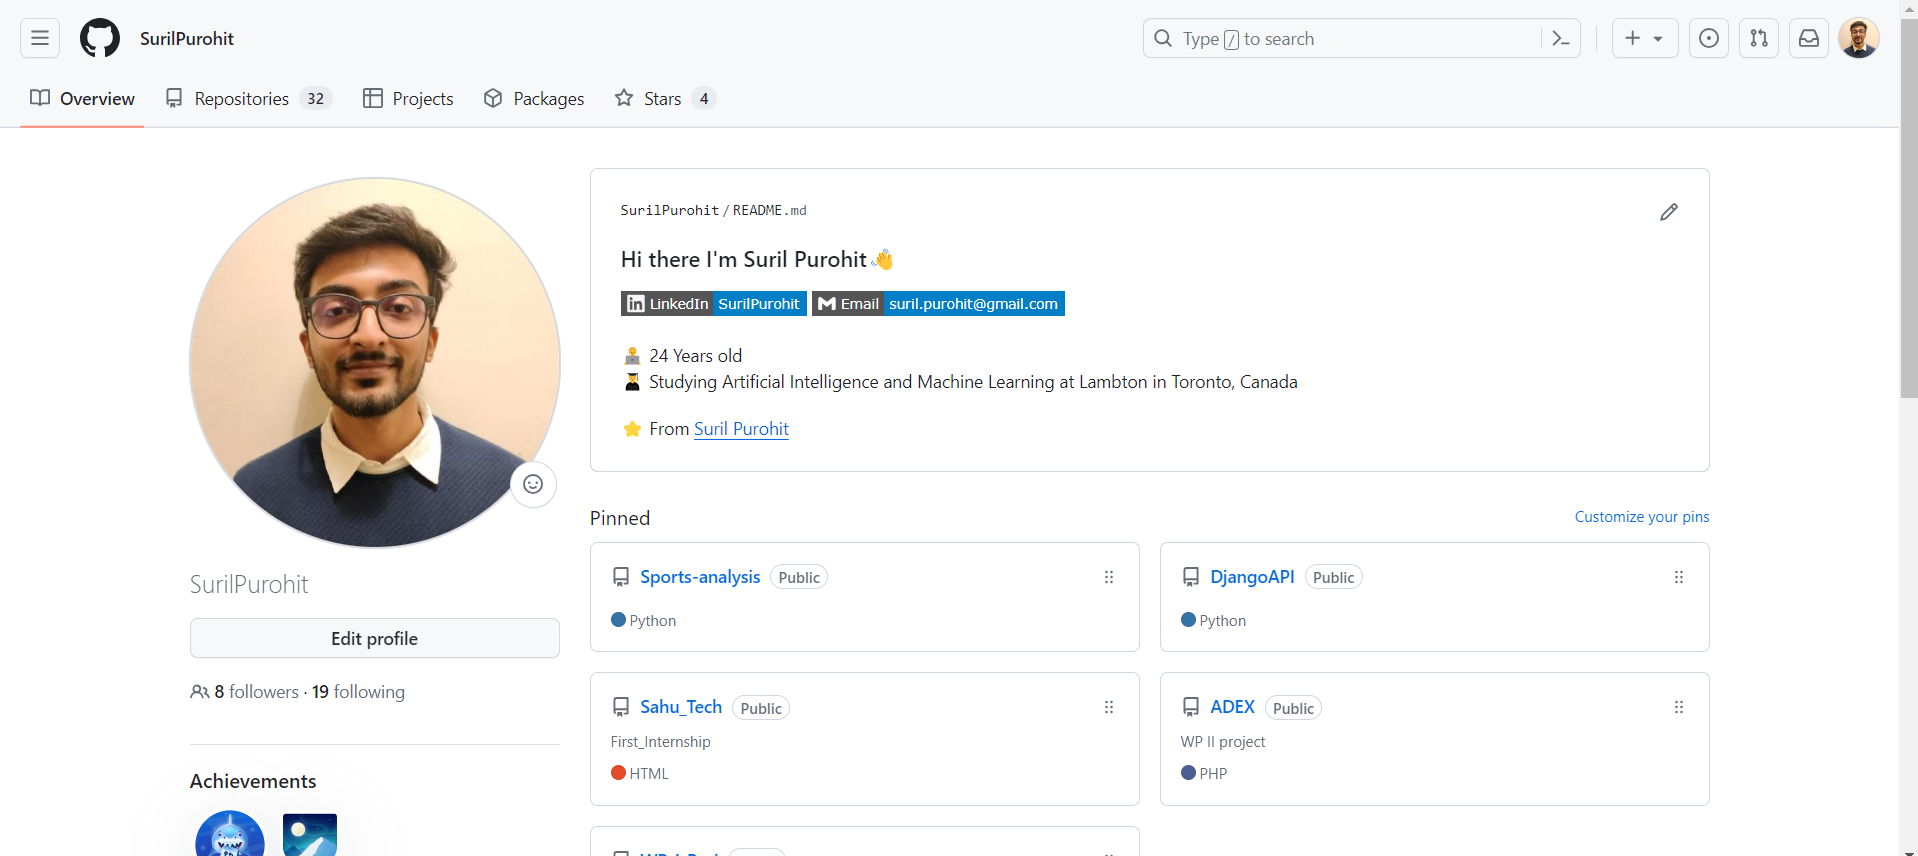 SurilPurohit
Type / to search
Overview Repositories 32 Projects Packages Stars 4
SurilPurohit/README.md
Hi there I'm Suril Purohit👋
LinkedIn SurilPurohit Email suril.purohit@gmail.com
24 Years old
Studying Artificial Intelligence and Machine Learning at Lambton in Toronto, Canada
From Suril Purohit
SurilPurohit
Edit profile
8 followers · 19 following
Achievements
Pinned Customize your pins
Sports-analysis Public
Python
DjangoAPI Public
Python
Sahu_Tech Public
First_Internship
HTML
ADEX Public
WP II project
PHP